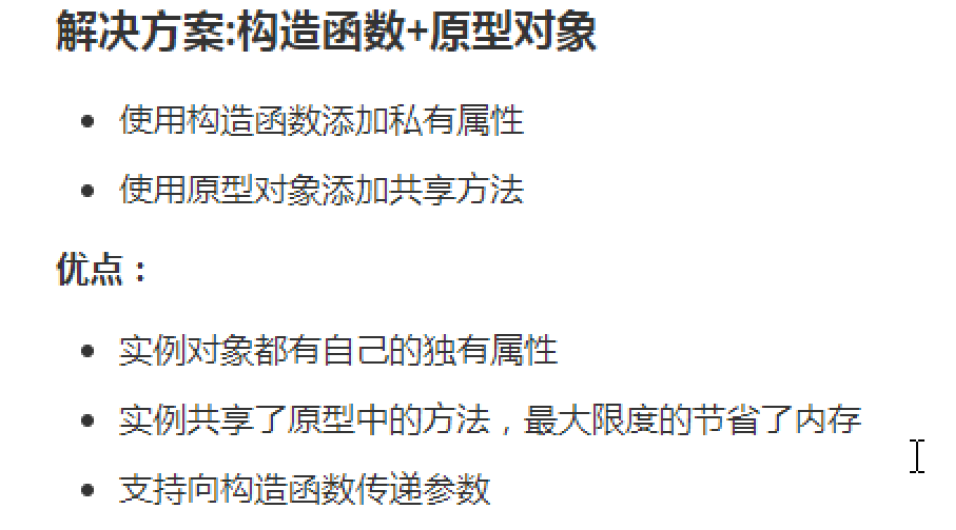 解决方案:构造函数+原型对象
使用构造函数添加私有属性
使用原型对象添加共享方法
优点：
实例对象都有自己的独有属性
实例共享了原型中的方法，最大限度的节省了内存
支持向构造函数传递参数